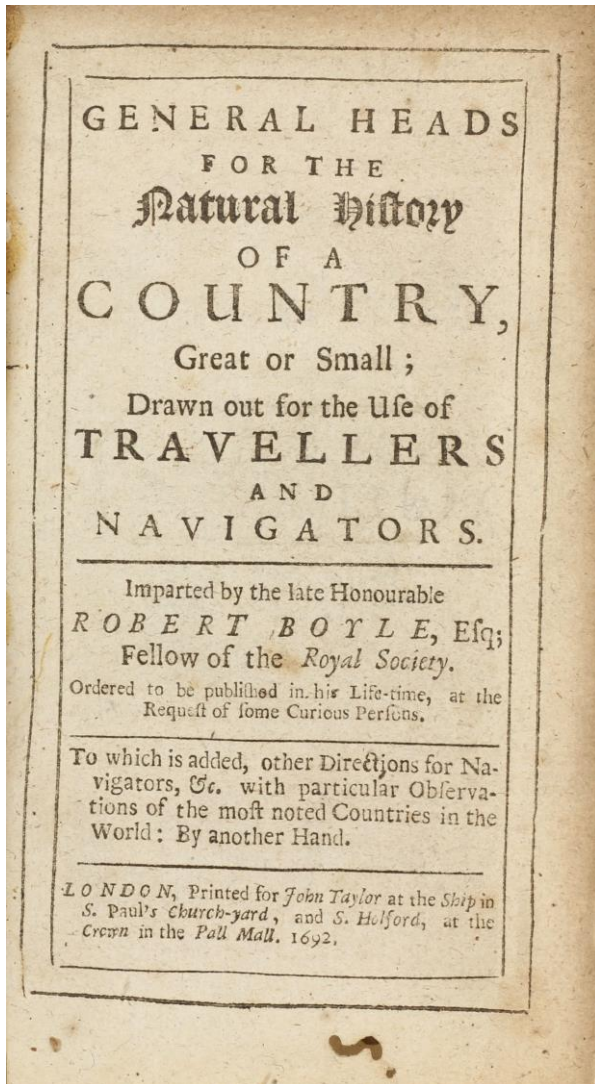 GENERAL HEADS
FOR THE
Natural Hiſtory
OF A
COUNTRY,
Great or Small ;
Drawn out for the Uſe of
TRAVELLERS
AND
NAVIGATORS.
Imparted by the late Honourable
ROBERT BOYLE, Eſq;
Fellow of the Royal Society.
Ordered to be publiſhed in his Life-time, at the
Requeſt of ſome Curious Perſons.
To which is added, other Directions for Na-
vigators, &c. with particular Obſerva-
tions of the moſt noted Countries in the
World : By another Hand.
LONDON, Printed for John Taylor at the Ship in
S. Paul's Church-yard, and S. Holford, at the
Crown in the Pall Mall. 1692.